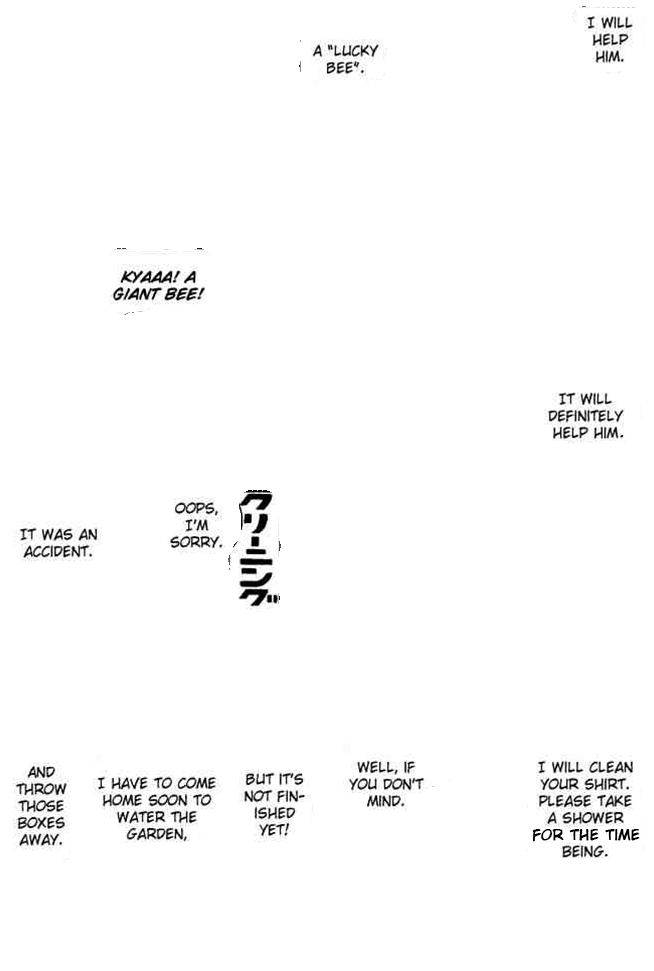 I WILL
HELP
HIM.
A "LUCKY
BEE".
KYAAA! A
GIANT BEE!
IT WILL
DEFINITELY
HELP HIM.
クリーニング
OOPS,
I'M
SORRY.
IT WAS AN
ACCIDENT.
I WILL CLEAN
YOUR SHIRT.
PLEASE TAKE
A SHOWER
FOR THE TIME
BEING.
WELL, IF
YOU DON'T
MIND.
BUT IT'S
NOT FIN-
ISHED
YET!
I HAVE TO COME
HOME SOON TO
WATER THE
GARDEN,
AND
THROW
THOSE
BOXES
AWAY.